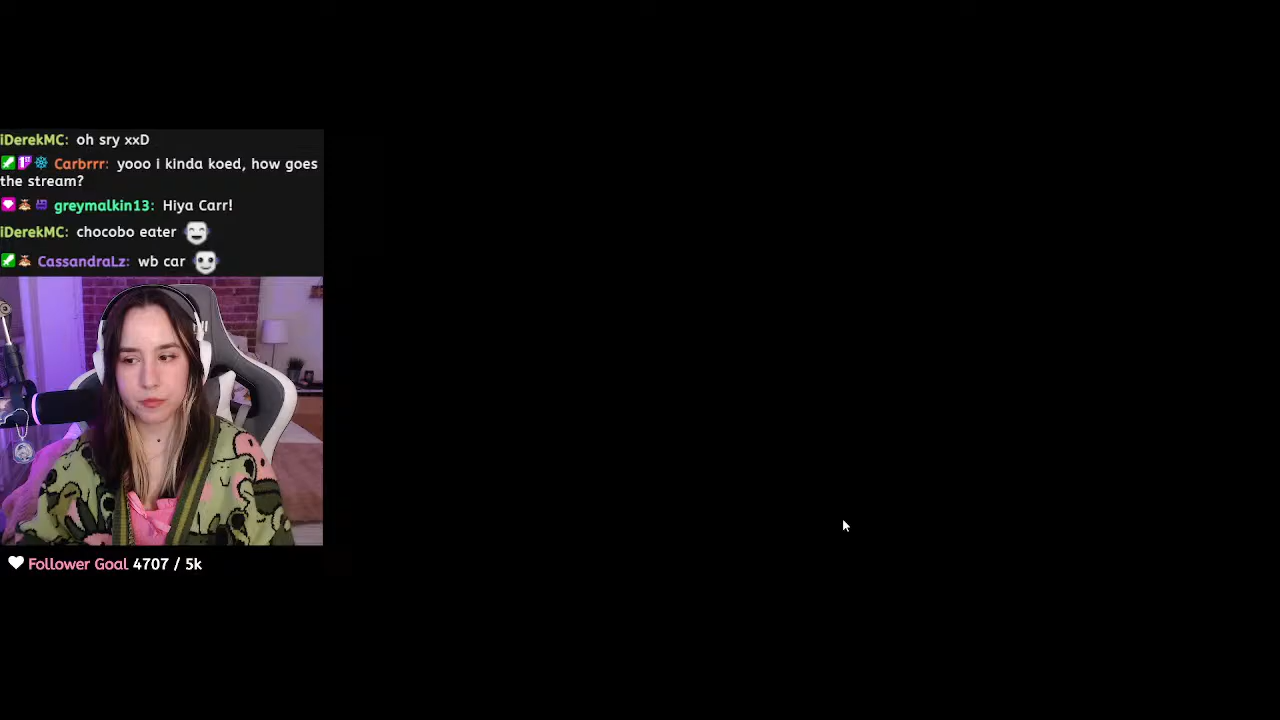 iDerekMC: oh sry xxD
Carbrrr: yooo i kinda koed, how goes
the stream?
greymalkin13: Hiya Carr!
iDerekMC: chocobo eater
CassandraLz: wb car
Follower Goal 4707 / 5k